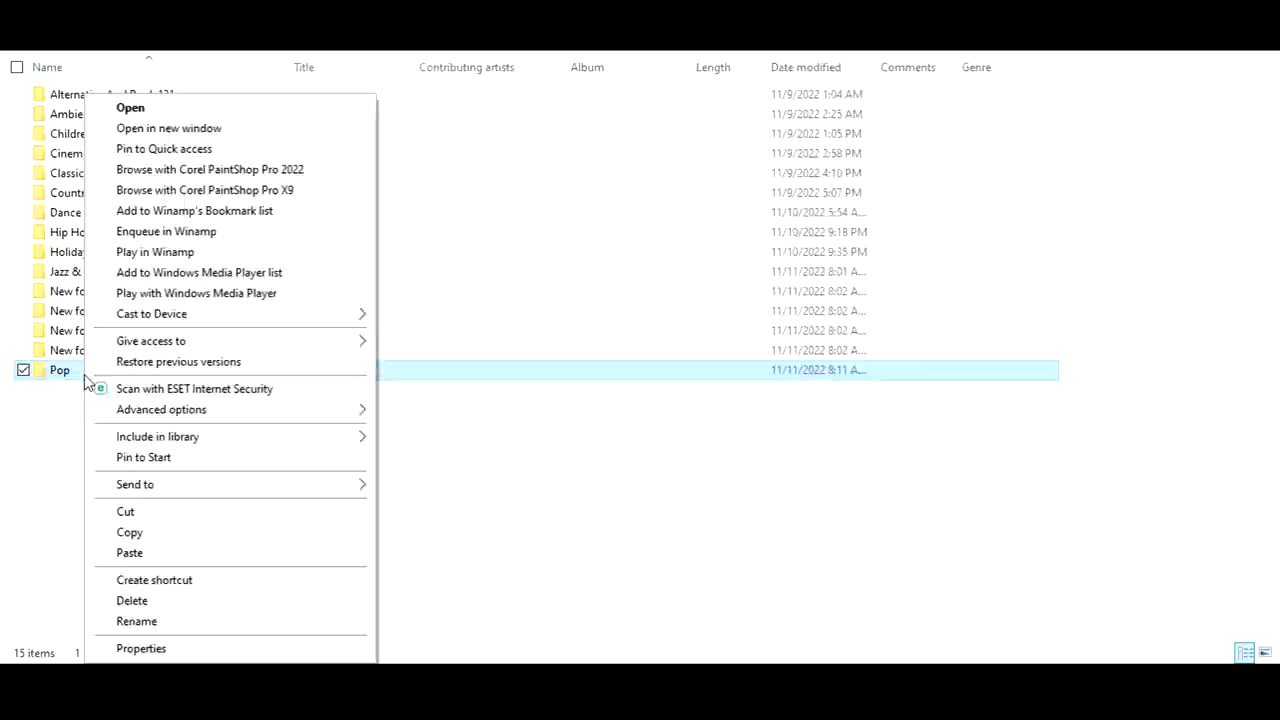 Name Title Contributing artists Album Length Date modified Comments Genre
11/9/2022 1:04 AM
Ambie 11/9/2022 2:25 AM
Childre 11/9/2022 1:05 PM
Cinem 11/9/2022 2:58 PM
Classic 11/9/2022 4:10 PM
Countr 11/9/2022 5:07 PM
Dance 11/10/2022 5:54 A...
Hip Ho 11/10/2022 9:18 PM
Holiday 11/10/2022 9:35 PM
Jazz & 11/11/2022 8:01 A...
New fo 11/11/2022 8:02 A...
New fo 11/11/2022 8:02 A...
New fo 11/11/2022 8:02 A...
New fo 11/11/2022 8:02 A...
Pop 11/11/2022 8:11 A...
Open
Open in new window
Pin to Quick access
Browse with Corel PaintShop Pro 2022
Browse with Corel PaintShop Pro X9
Add to Winamp's Bookmark list
Enqueue in Winamp
Play in Winamp
Add to Windows Media Player list
Play with Windows Media Player
Cast to Device
Give access to
Restore previous versions
Scan with ESET Internet Security
Advanced options
Include in library
Pin to Start
Send to
Cut
Copy
Paste
Create shortcut
Delete
Rename
Properties
15 items 1